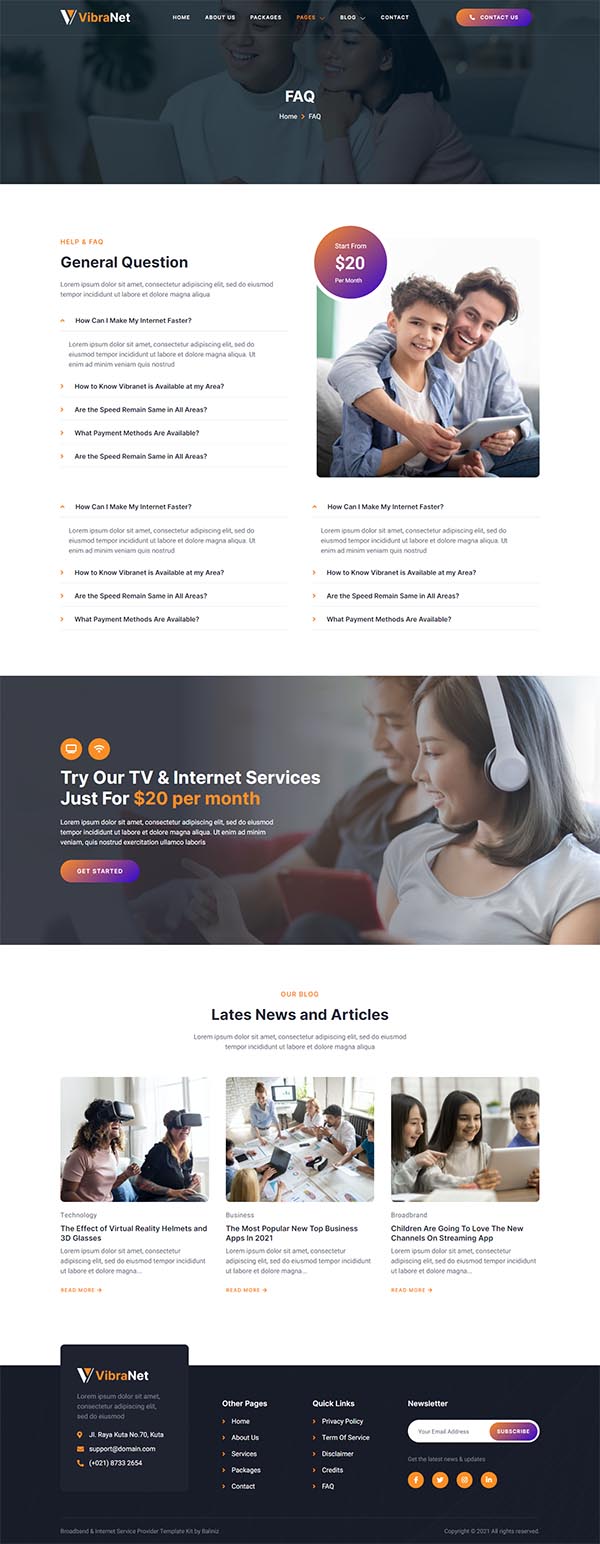 VibraNet
HOME ABOUT US PACKAGES PAGES BLOG CONTACT
CONTACT US
FAQ
Home FAQ
HELP & FAQ
General Question
Lorem ipsum dolor sit amet, consectetur adipiscing elit, sed do eiusmod
tempor incididunt ut labore et dolore magna aliqua
How Can I Make My Internet Faster?
Lorem ipsum dolor sit amet, consectetur adipiscing elit, sed do
eiusmod tempor incididunt ut labore et dolore magna aliqua. Ut
enim ad minim veniam quis nostrud
How to Know Vibranet is Available at my Area?
Are the Speed Remain Same in All Areas?
What Payment Methods Are Available?
Are the Speed Remain Same in All Areas?
Start From
$20
Per Month
How Can I Make My Internet Faster?
Lorem ipsum dolor sit amet, consectetur adipiscing elit, sed do
eiusmod tempor incididunt ut labore et dolore magna aliqua. Ut
enim ad minim veniam quis nostrud
How to Know Vibranet is Available at my Area?
Are the Speed Remain Same in All Areas?
What Payment Methods Are Available?
How Can I Make My Internet Faster?
Lorem ipsum dolor sit amet, consectetur adipiscing elit, sed do
eiusmod tempor incididunt ut labore et dolore magna aliqua. Ut
enim ad minim veniam quis nostrud
How to Know Vibranet is Available at my Area?
Are the Speed Remain Same in All Areas?
What Payment Methods Are Available?
Try Our TV & Internet Services
Just For $20 per month
Lorem ipsum dolor sit amet, consectetur adipiscing elit, sed do eiusmod
tempor incididunt ut labore et dolore magna aliqua. Ut enim ad minim
veniam, quis nostrud exercitation ullamco laboris
GET STARTED
OUR BLOG
Lates News and Articles
Lorem ipsum dolor sit amet, consectetur adipiscing elit, sed do eiusmod
tempor incididunt ut labore et dolore magna aliqua
Technology
The Effect of Virtual Reality Helmets and
3D Glasses
Lorem ipsum dolor sit amet, consectetur
adipiscing elit, sed do eiusmod tempor incididunt
ut labore et dolore magna...
READ MORE
Business
The Most Popular New Top Business
Apps In 2021
Lorem ipsum dolor sit amet, consectetur
adipiscing elit, sed do eiusmod tempor incididunt
ut labore et dolore magna...
READ MORE
Broadbrand
Children Are Going To Love The New
Channels On Streaming App
Lorem ipsum dolor sit amet, consectetur
adipiscing elit, sed do eiusmod tempor incididunt
ut labore et dolore magna...
READ MORE
VibraNet
Lorem ipsum dolor sit amet,
consectetur adipiscing elit,
sed do eiusmod
Jl. Raya Kuta No.70, Kuta
support@domain.com
(+021) 8733 2654
Other Pages
Home
About Us
Services
Packages
Contact
Quick Links
Privacy Policy
Term Of Service
Disclaimer
Credits
FAQ
Newsletter
Your Email Address
SUBSCRIBE
Get the latest news & updates
Broadband & Internet Service Provider Template Kit by Baliniz
Copyright © 2021 All rights reserved.